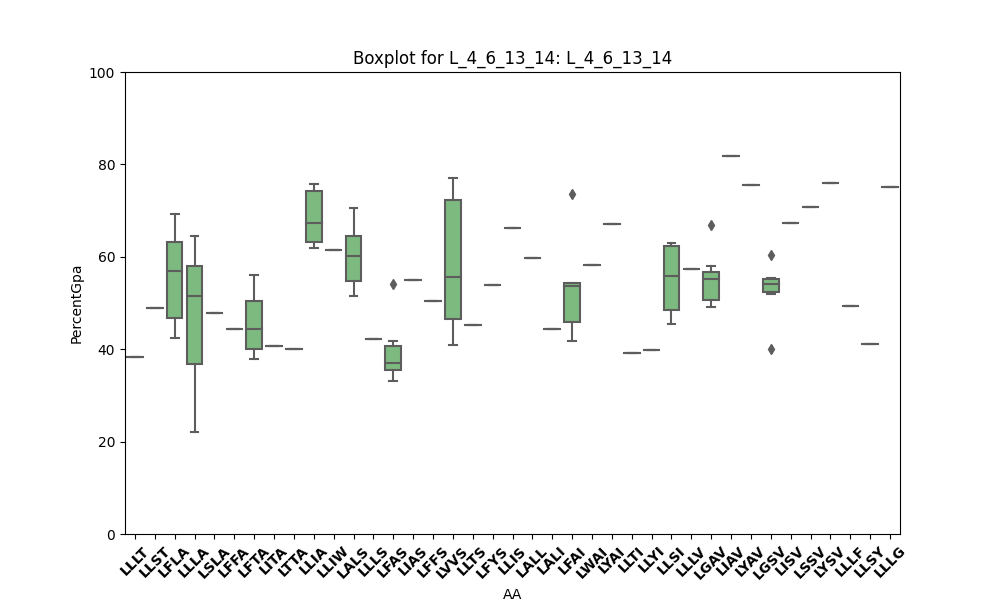 Boxplot for L_4_6_13_14: L_4_6_13_14
100
80
60
40
20
0
PercentGpa
LLLT
LLST
LFLA
LLLA
LSLA
LFFA
LFTA
LITA
LTTA
LLIA
LLIW
LALS
LLLS
LFAS
LIAS
LFFS
LVVS
LLTS
LFYS
LLIS
LALL
LALI
LFAI
LWAI
LYAI
LLTI
LLYI
LLSI
LLLV
LGAV
LIAV
LYAV
LGSV
LISV
LSSV
LYSV
LLLF
LLSY
LLLG
AA